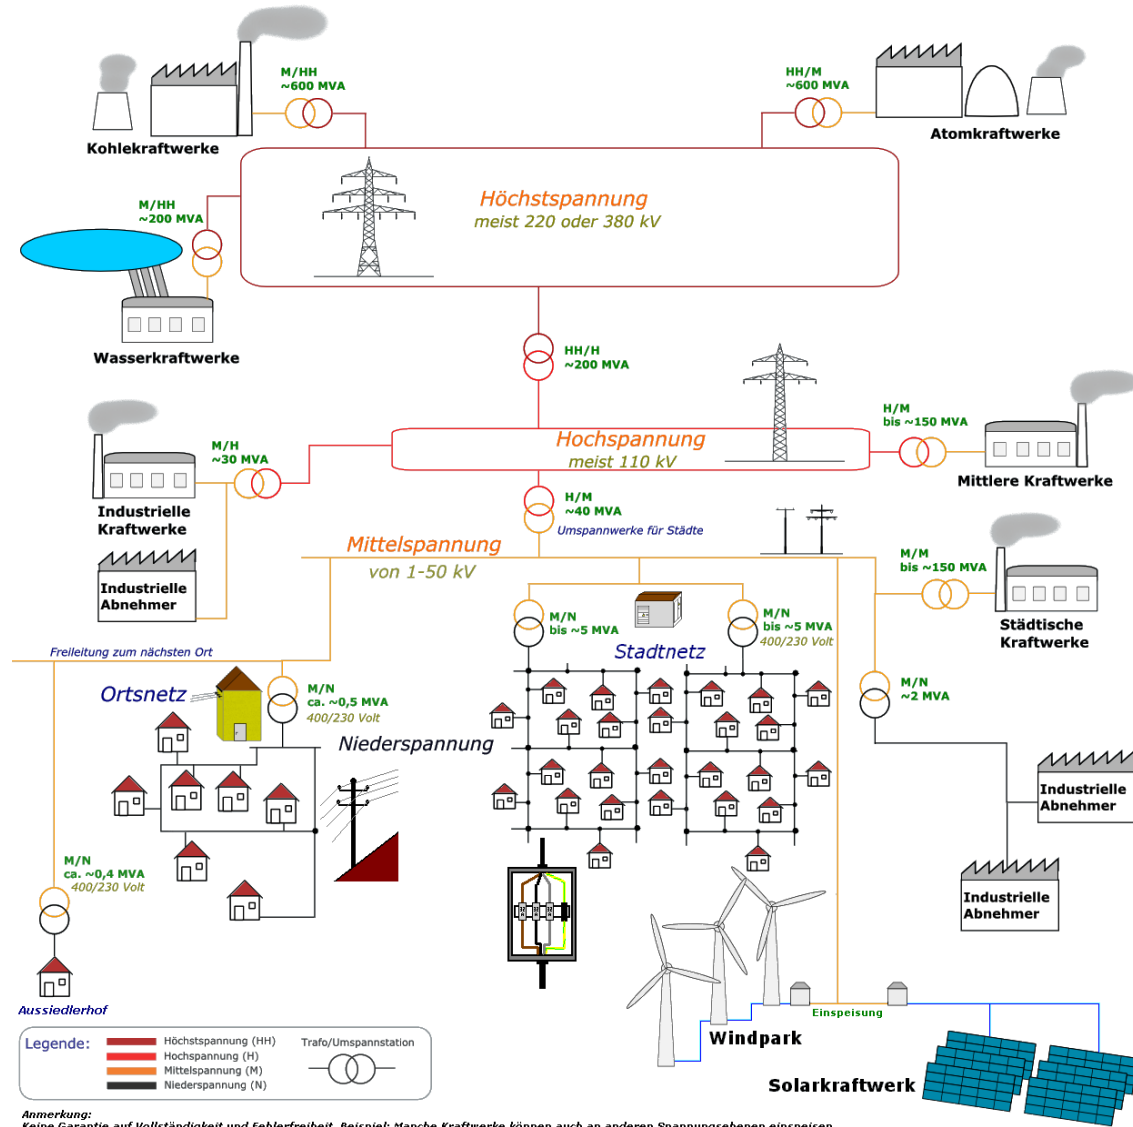 M/HH
~600 MVA
HH/M
~600 MVA
Kohlekraftwerke
Atomkraftwerke
Höchstspannung
meist 220 oder 380 kV
M/HH
~200 MVA
Wasserkraftwerke
HH/H
~200 MVA
Hochspannung
meist 110 kV
H/M
bis ~150 MVA
Mittlere Kraftwerke
M/H
~30 MVA
Industrielle
Kraftwerke
H/M
~40 MVA
Umspannwerke für Städte
Mittelspannung
von 1-50 kV
Industrielle
Abnehmer
M/M
bis ~150 MVA
Städtische
Kraftwerke
M/N
bis ~5 MVA
M/N
bis ~5 MVA
400/230 Volt
Stadtnetz
Freileitung zum nächsten Ort
Ortsnetz
M/N
ca. ~0,5 MVA
400/230 Volt
Niederspannung
M/N
~2 MVA
Industrielle
Abnehmer
Industrielle
Abnehmer
M/N
ca. ~0,4 MVA
400/230 Volt
Aussiedlerhof
Einspeisung
Windpark
Solarkraftwerk
Legende:
Höchstspannung (HH)
Hochspannung (H)
Mittelspannung (M)
Niederspannung (N)
Trafo/Umspannstation
Anmerkung:
Keine Garantie auf Vollständigkeit und Fehlerfreiheit. Beispiel: Manche Kraftwerke können auch an anderen Spannungsebenen einspeisen